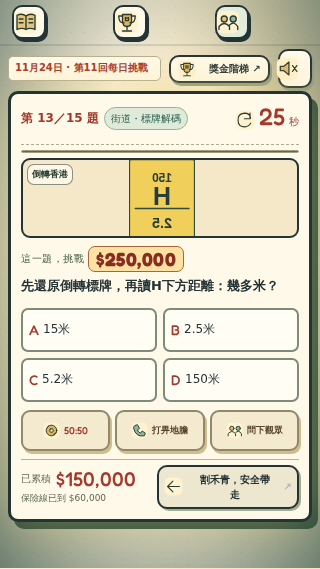 11月24日·第11回每日挑戰
獎金階梯 ↗
第 13／15 題
街道·標牌解碼
25 秒
倒轉香港
150
H
2.5
這一題，挑戰 $250,000
先還原倒轉標牌，再讀H下方距離：幾多米？
A 15米
B 2.5米
C 5.2米
D 150米
50:50
打畀地膽
問下觀眾
已累積 $150,000
保險線已到 $60,000
割禾青，安全帶走 ↗